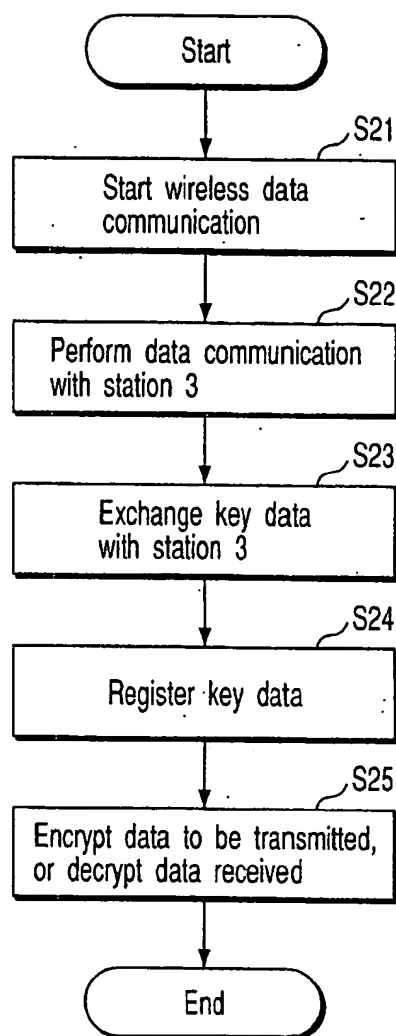 Start
S21
Start wireless data
communication
S22
Perform data communication
with station 3
S23
Exchange key data
with station 3
S24
Register key data
S25
Encrypt data to be transmitted,
or decrypt data received
End